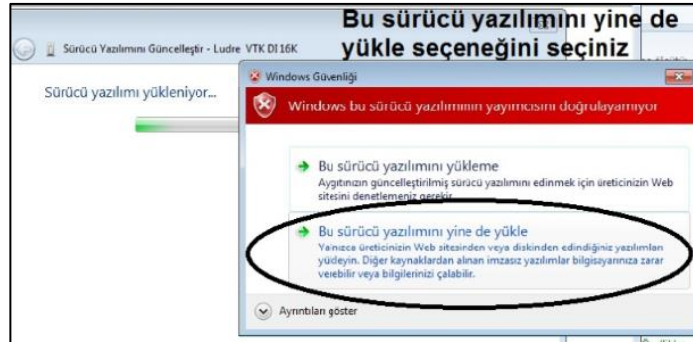 Bu sürücü yazılımını yine de
yükle seçeneğini seçiniz
Sürücü Yazılımını Güncelleştir - Ludre VTK DI16K
Sürücü yazılımı yükleniyor...
Windows Güvenliği
Windows bu sürücü yazılımının yayımcısını doğrulayamıyor
Bu sürücü yazılımını yükleme
Aygıtınızın güncelleştirilmiş sürücü yazılımını edinmek için üreticinizin Web
sitesini denetlemeniz gerekir.
Bu sürücü yazılımını yine de yükle
Yalnızca üreticinizin Web sitesinden veya diskinden edindiğiniz yazılımları
yükleyin. Diğer kaynaklardan alınan imzasız yazılımlar bilgisayarınıza zarar
verebilir veya bilgilerinizi çalabilir.
Ayrıntıları göster